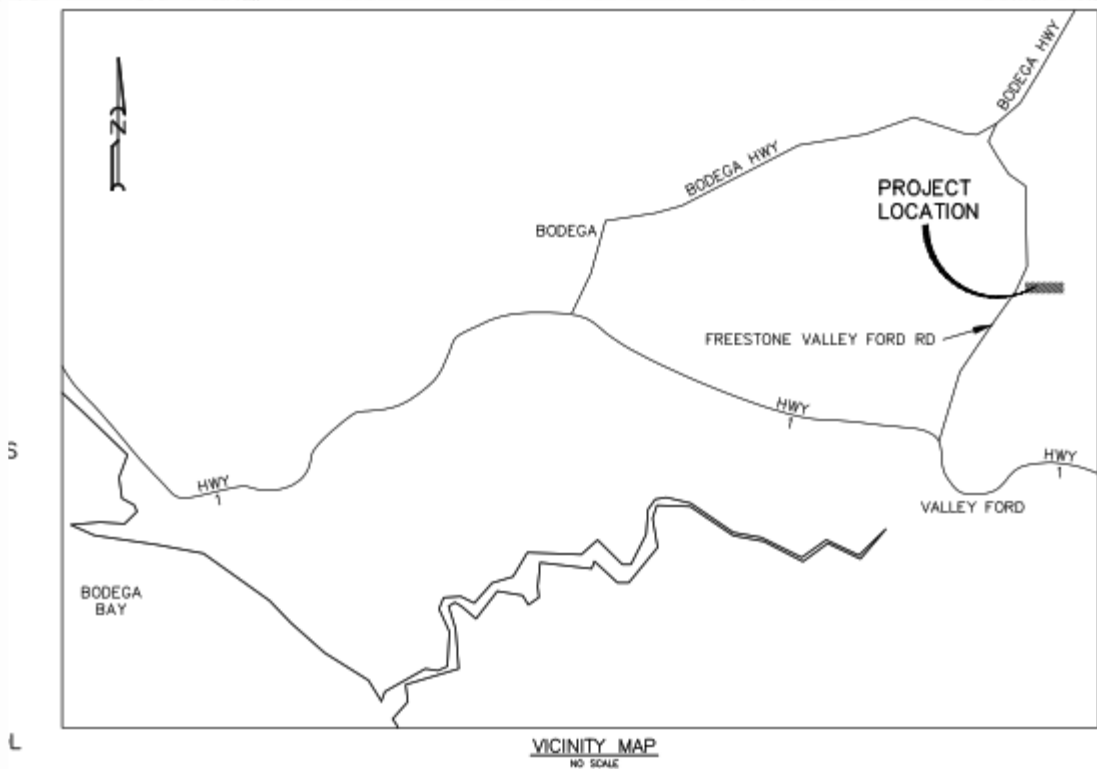 N
BODEGA HWY
BODEGA HWY
PROJECT
LOCATION
BODEGA
FREESTONE VALLEY FORD RD
HWY
1
S
HWY
1
HWY
1
VALLEY FORD
BODEGA
BAY
L
VICINITY MAP
NO SCALE